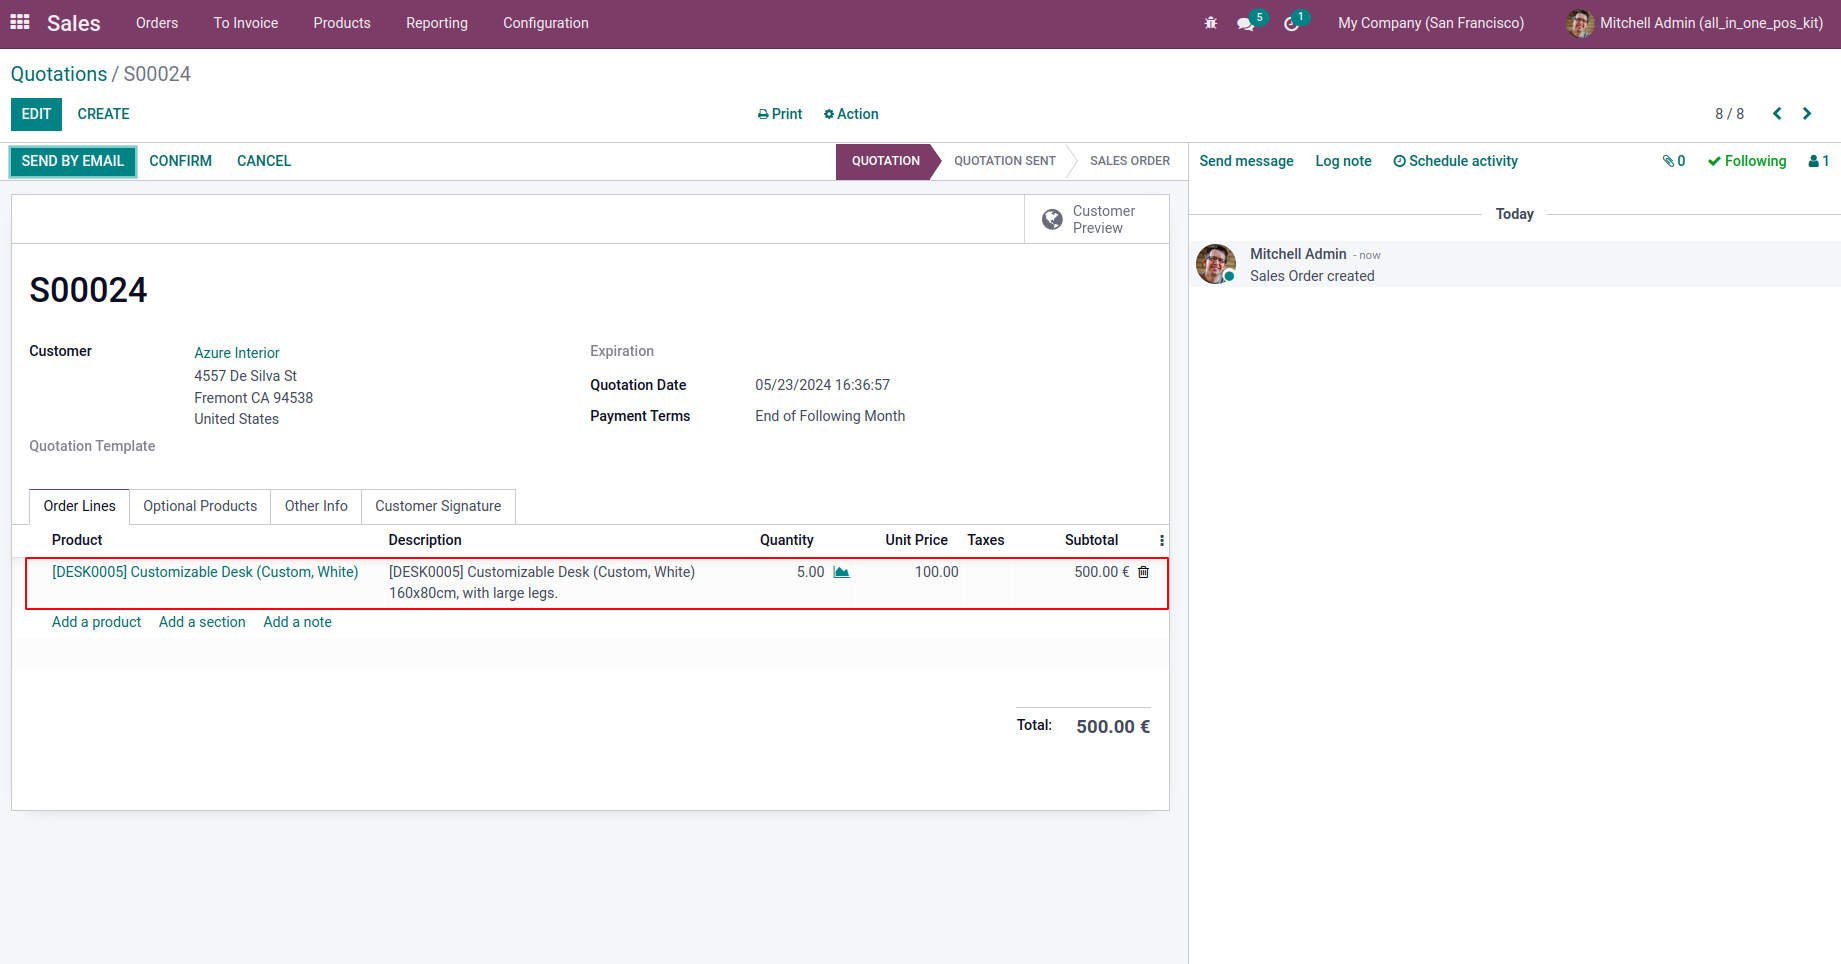 Sales Orders To Invoice Products Reporting Configuration 5 1 My Company (San Francisco) Mitchell Admin (all_in_one_pos_kit)
Quotations / S00024
EDIT CREATE Print Action 8 / 8
SEND BY EMAIL CONFIRM CANCEL QUOTATION QUOTATION SENT SALES ORDER
Send message Log note Schedule activity 0 Following 1
Customer
Preview
Today
Mitchell Admin - now
Sales Order created
S00024
Customer Azure Interior
4557 De Silva St
Fremont CA 94538
United States
Quotation Template
Expiration
Quotation Date 05/23/2024 16:36:57
Payment Terms End of Following Month
Order Lines Optional Products Other Info Customer Signature
Product Description Quantity Unit Price Taxes Subtotal
[DESK0005] Customizable Desk (Custom, White) [DESK0005] Customizable Desk (Custom, White) 5.00 100.00 500.00 €
160x80cm, with large legs.
Add a product Add a section Add a note
Total: 500.00 €